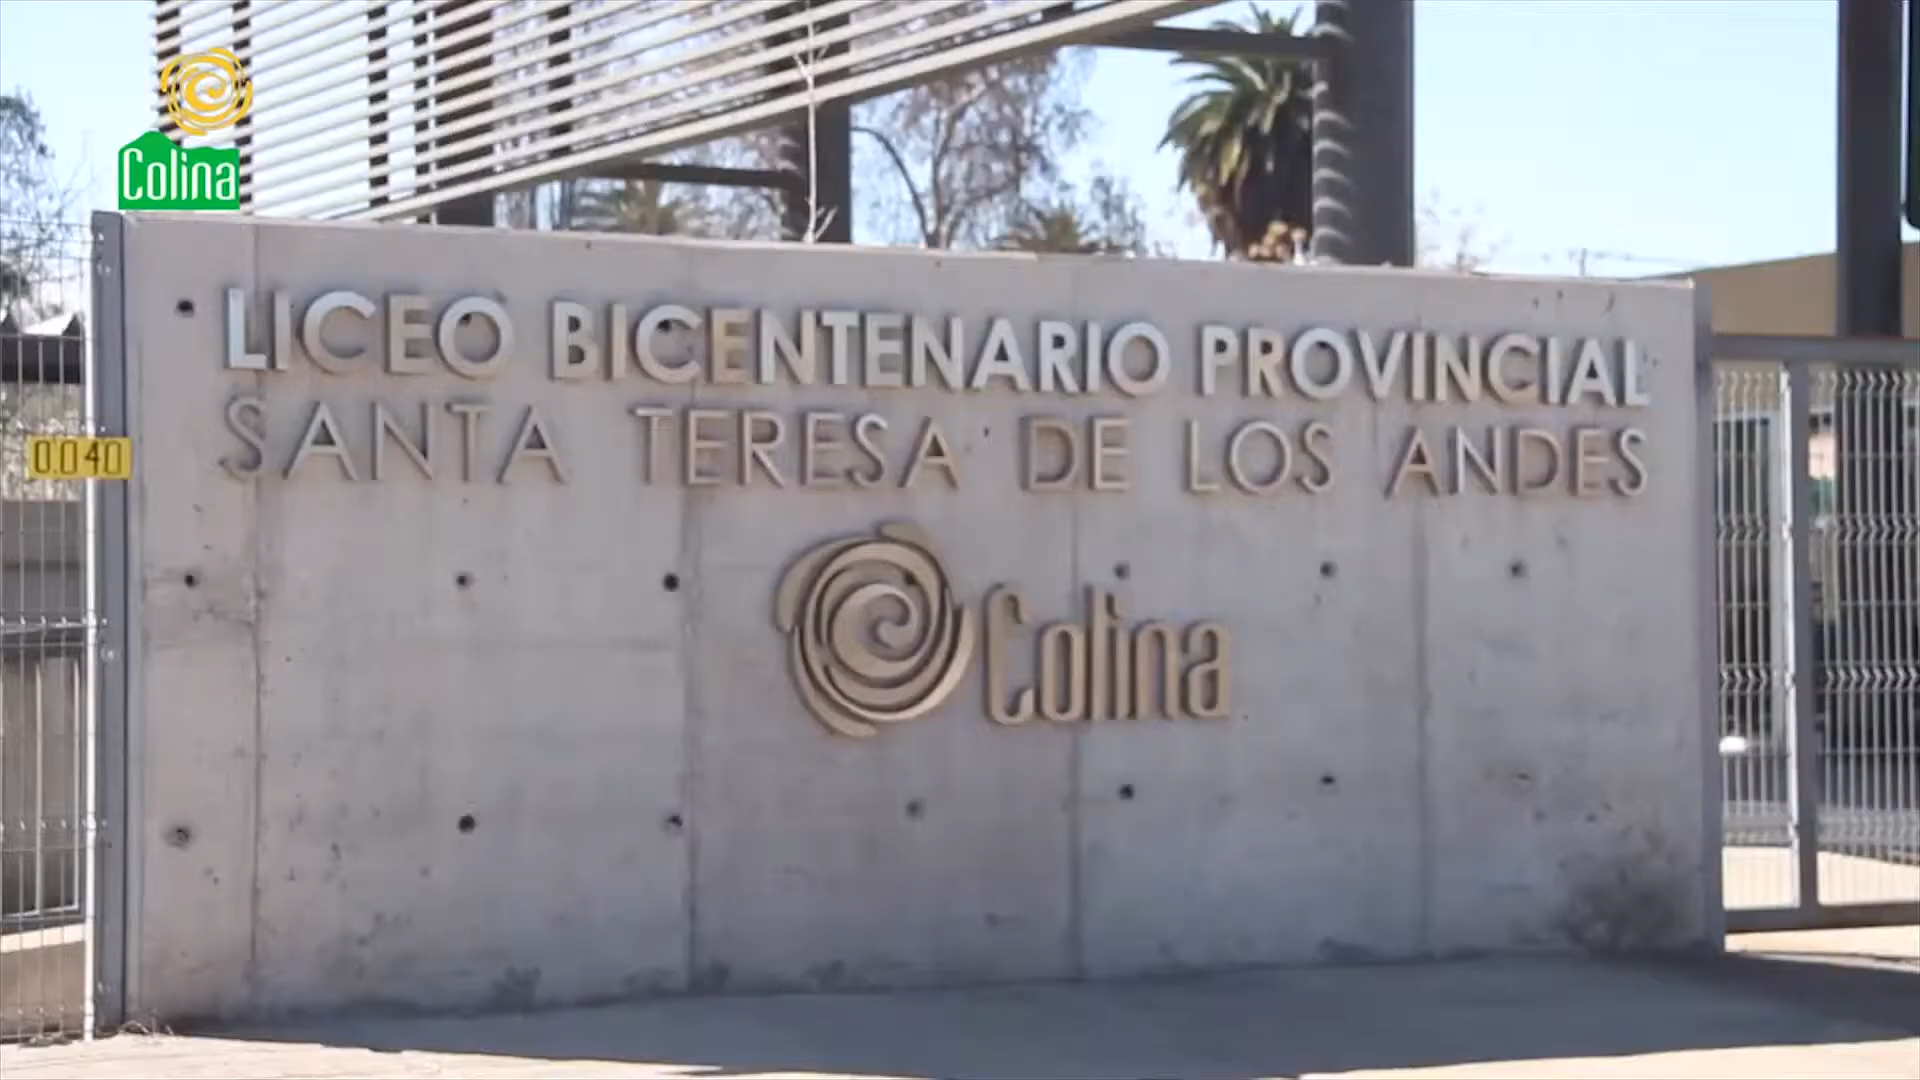 Colina
LICEO BICENTENARIO PROVINCIAL
SANTA TERESA DE LOS ANDES
0.040
Colina